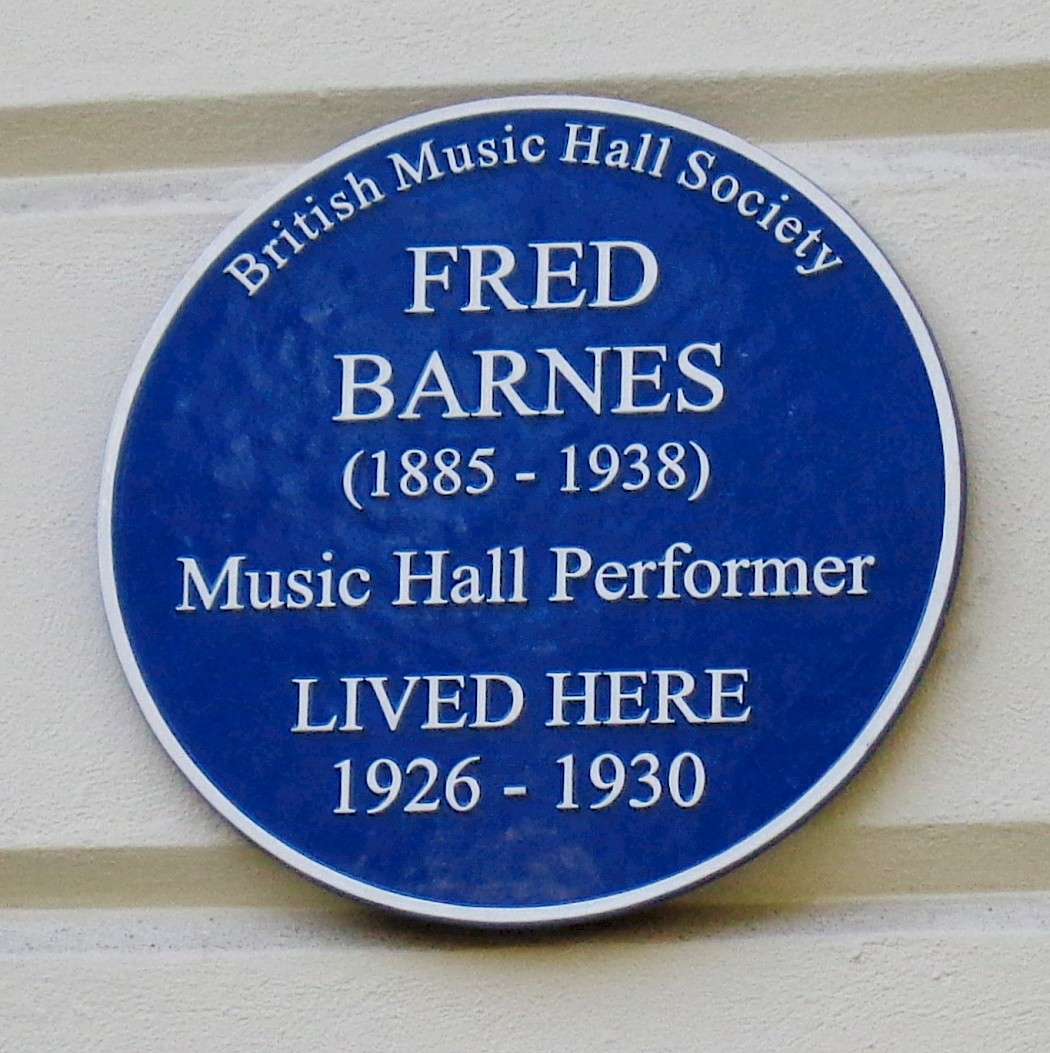 British Music Hall Society
FRED
BARNES
(1885 - 1938)
Music Hall Performer
LIVED HERE
1926 - 1930